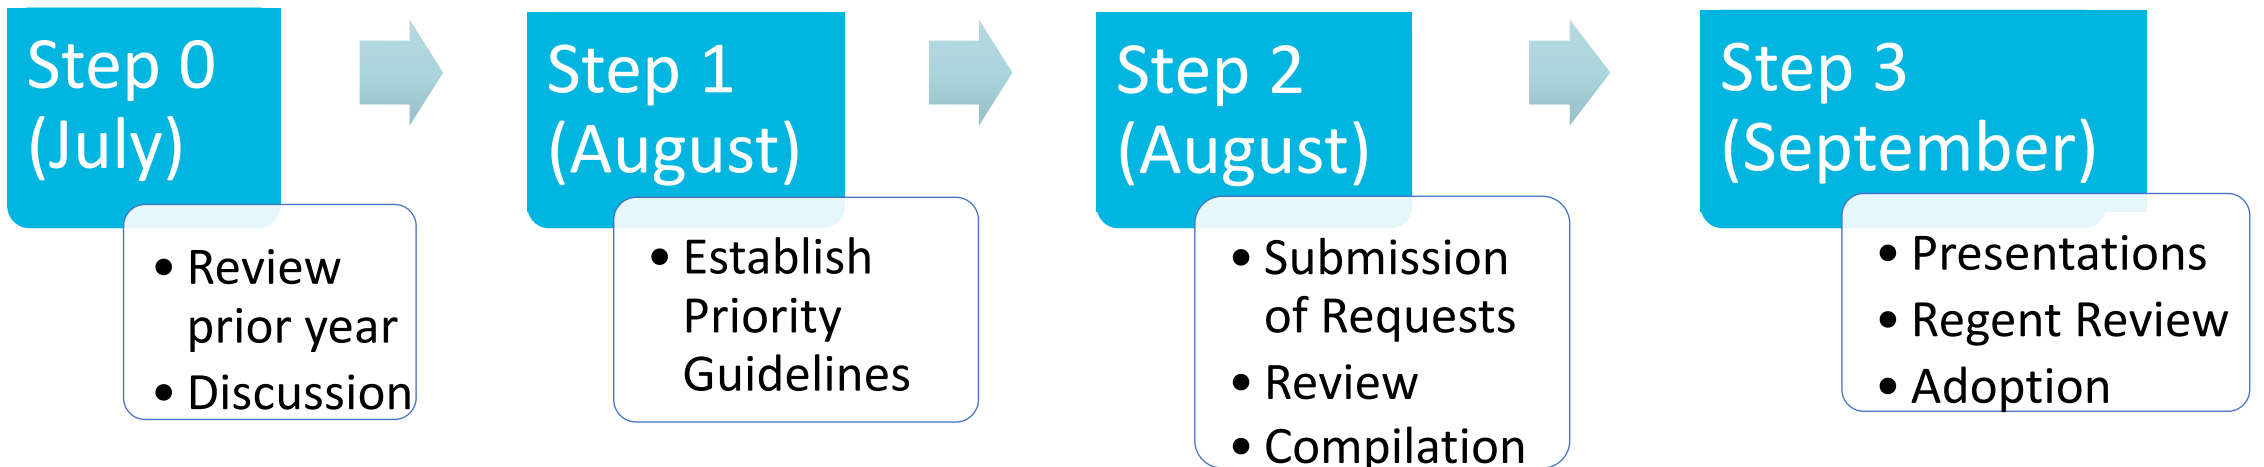 Step 0
(July)
• Review
prior year
• Discussion
Step 1
(August)
• Establish
Priority
Guidelines
Step 2
(August)
• Submission
of Requests
• Review
• Compilation
Step 3
(September)
• Presentations
• Regent Review
• Adoption